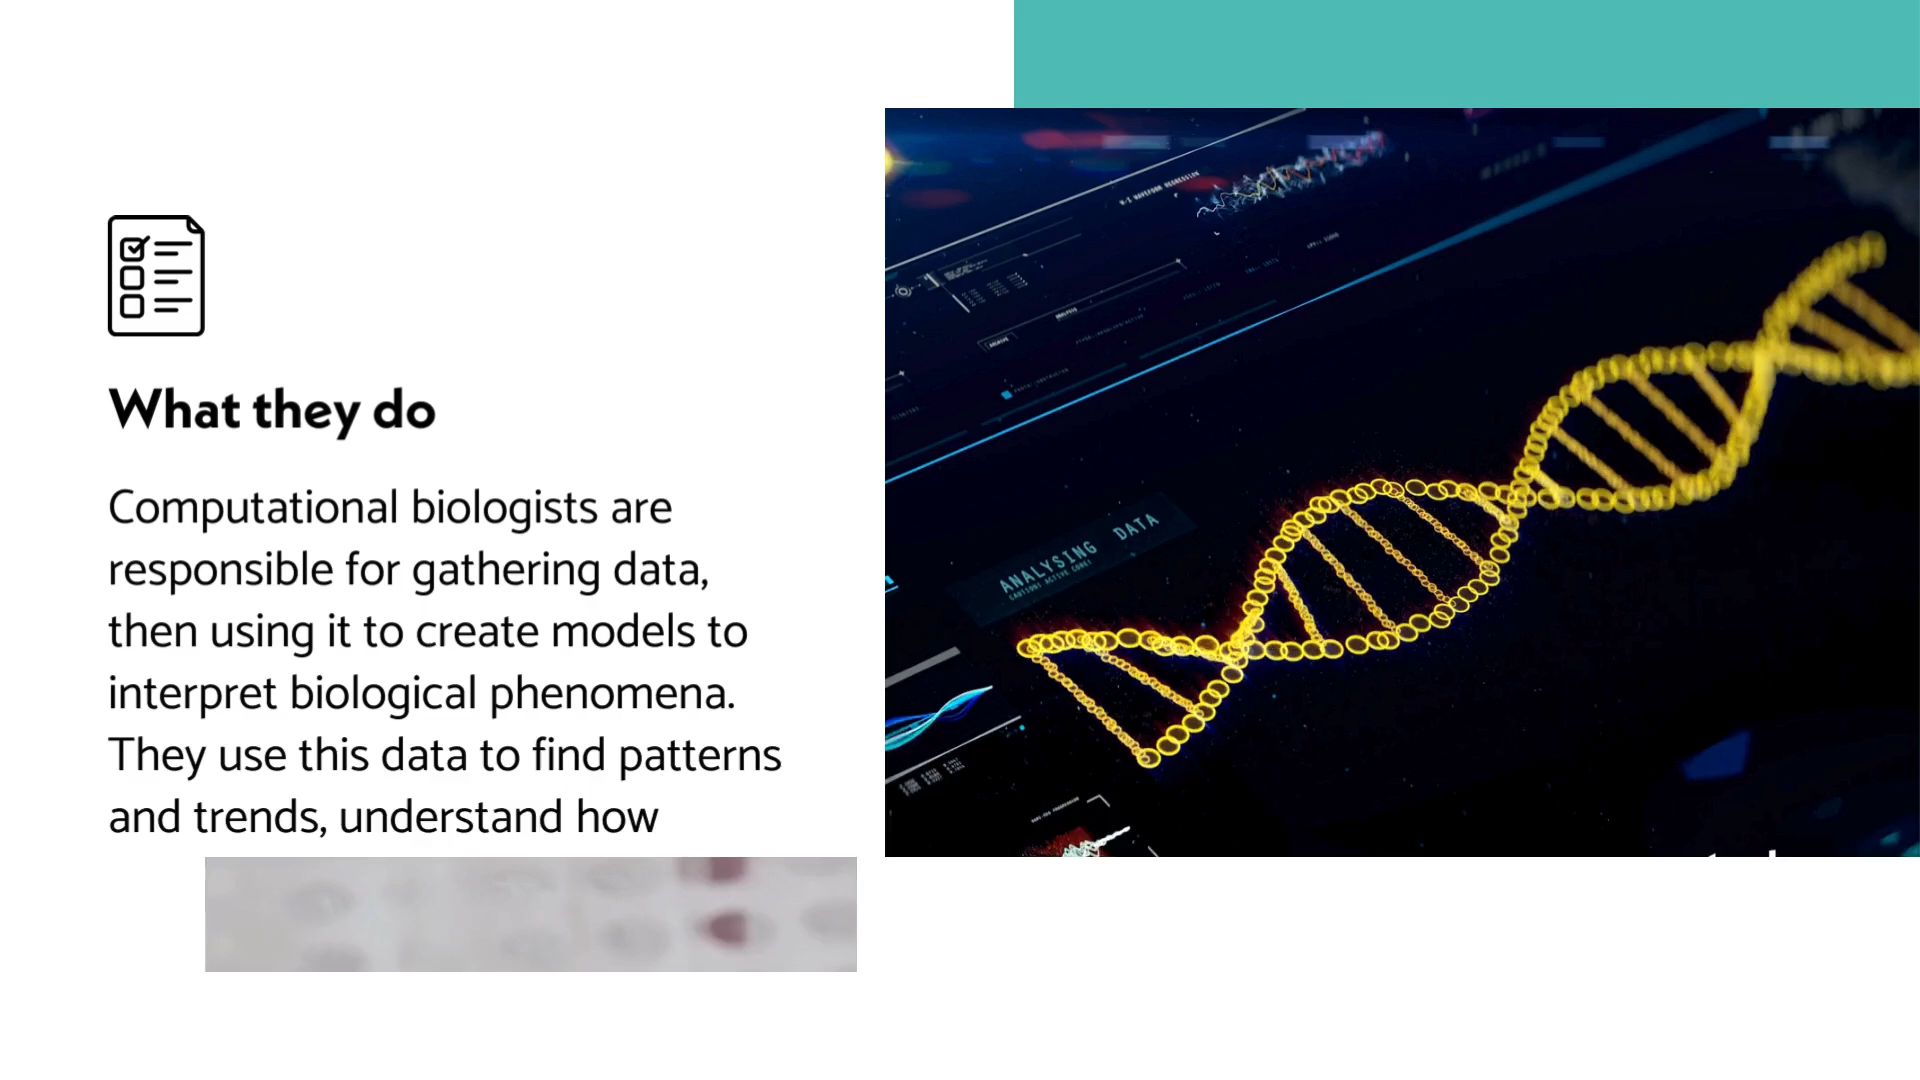 What they do
Computational biologists are
responsible for gathering data,
then using it to create models to
interpret biological phenomena.
They use this data to find patterns
and trends, understand how
ANALYSING DATA